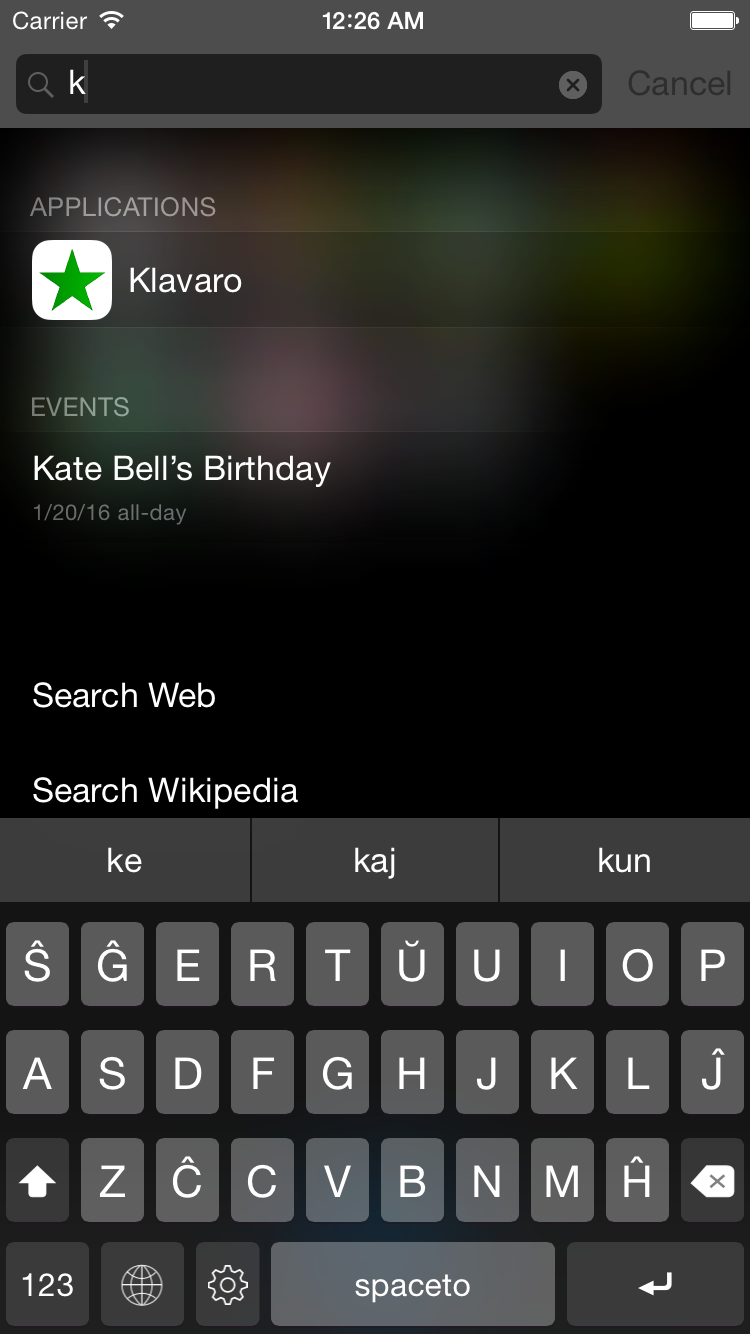 Carrier 12:26 AM
k Cancel
APPLICATIONS
Klavaro
EVENTS
Kate Bell’s Birthday
1/20/16 all-day
Search Web
Search Wikipedia
ke kaj kun
Ŝ Ĝ E R T Ŭ U I O P
A S D F G H J K L Ĵ
Z Ĉ C V B N M Ĥ
123 spaceto